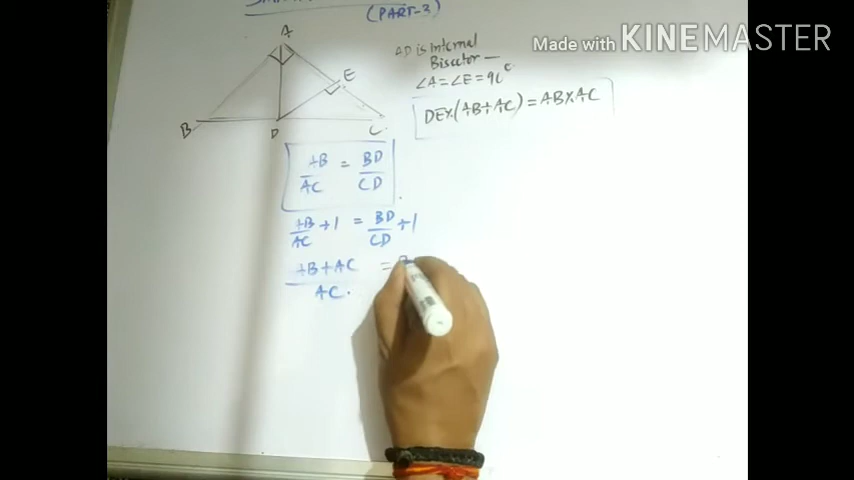 (PART-3)
Made with KINEMASTER
A
AD is Internal
Bisector —
∠A = ∠E = 90°
DE×(AB+AC) = AB×AC
E
B
D
C
AB/AC = BD/CD
AB/AC + 1 = BD/CD + 1
AB + AC / AC = B